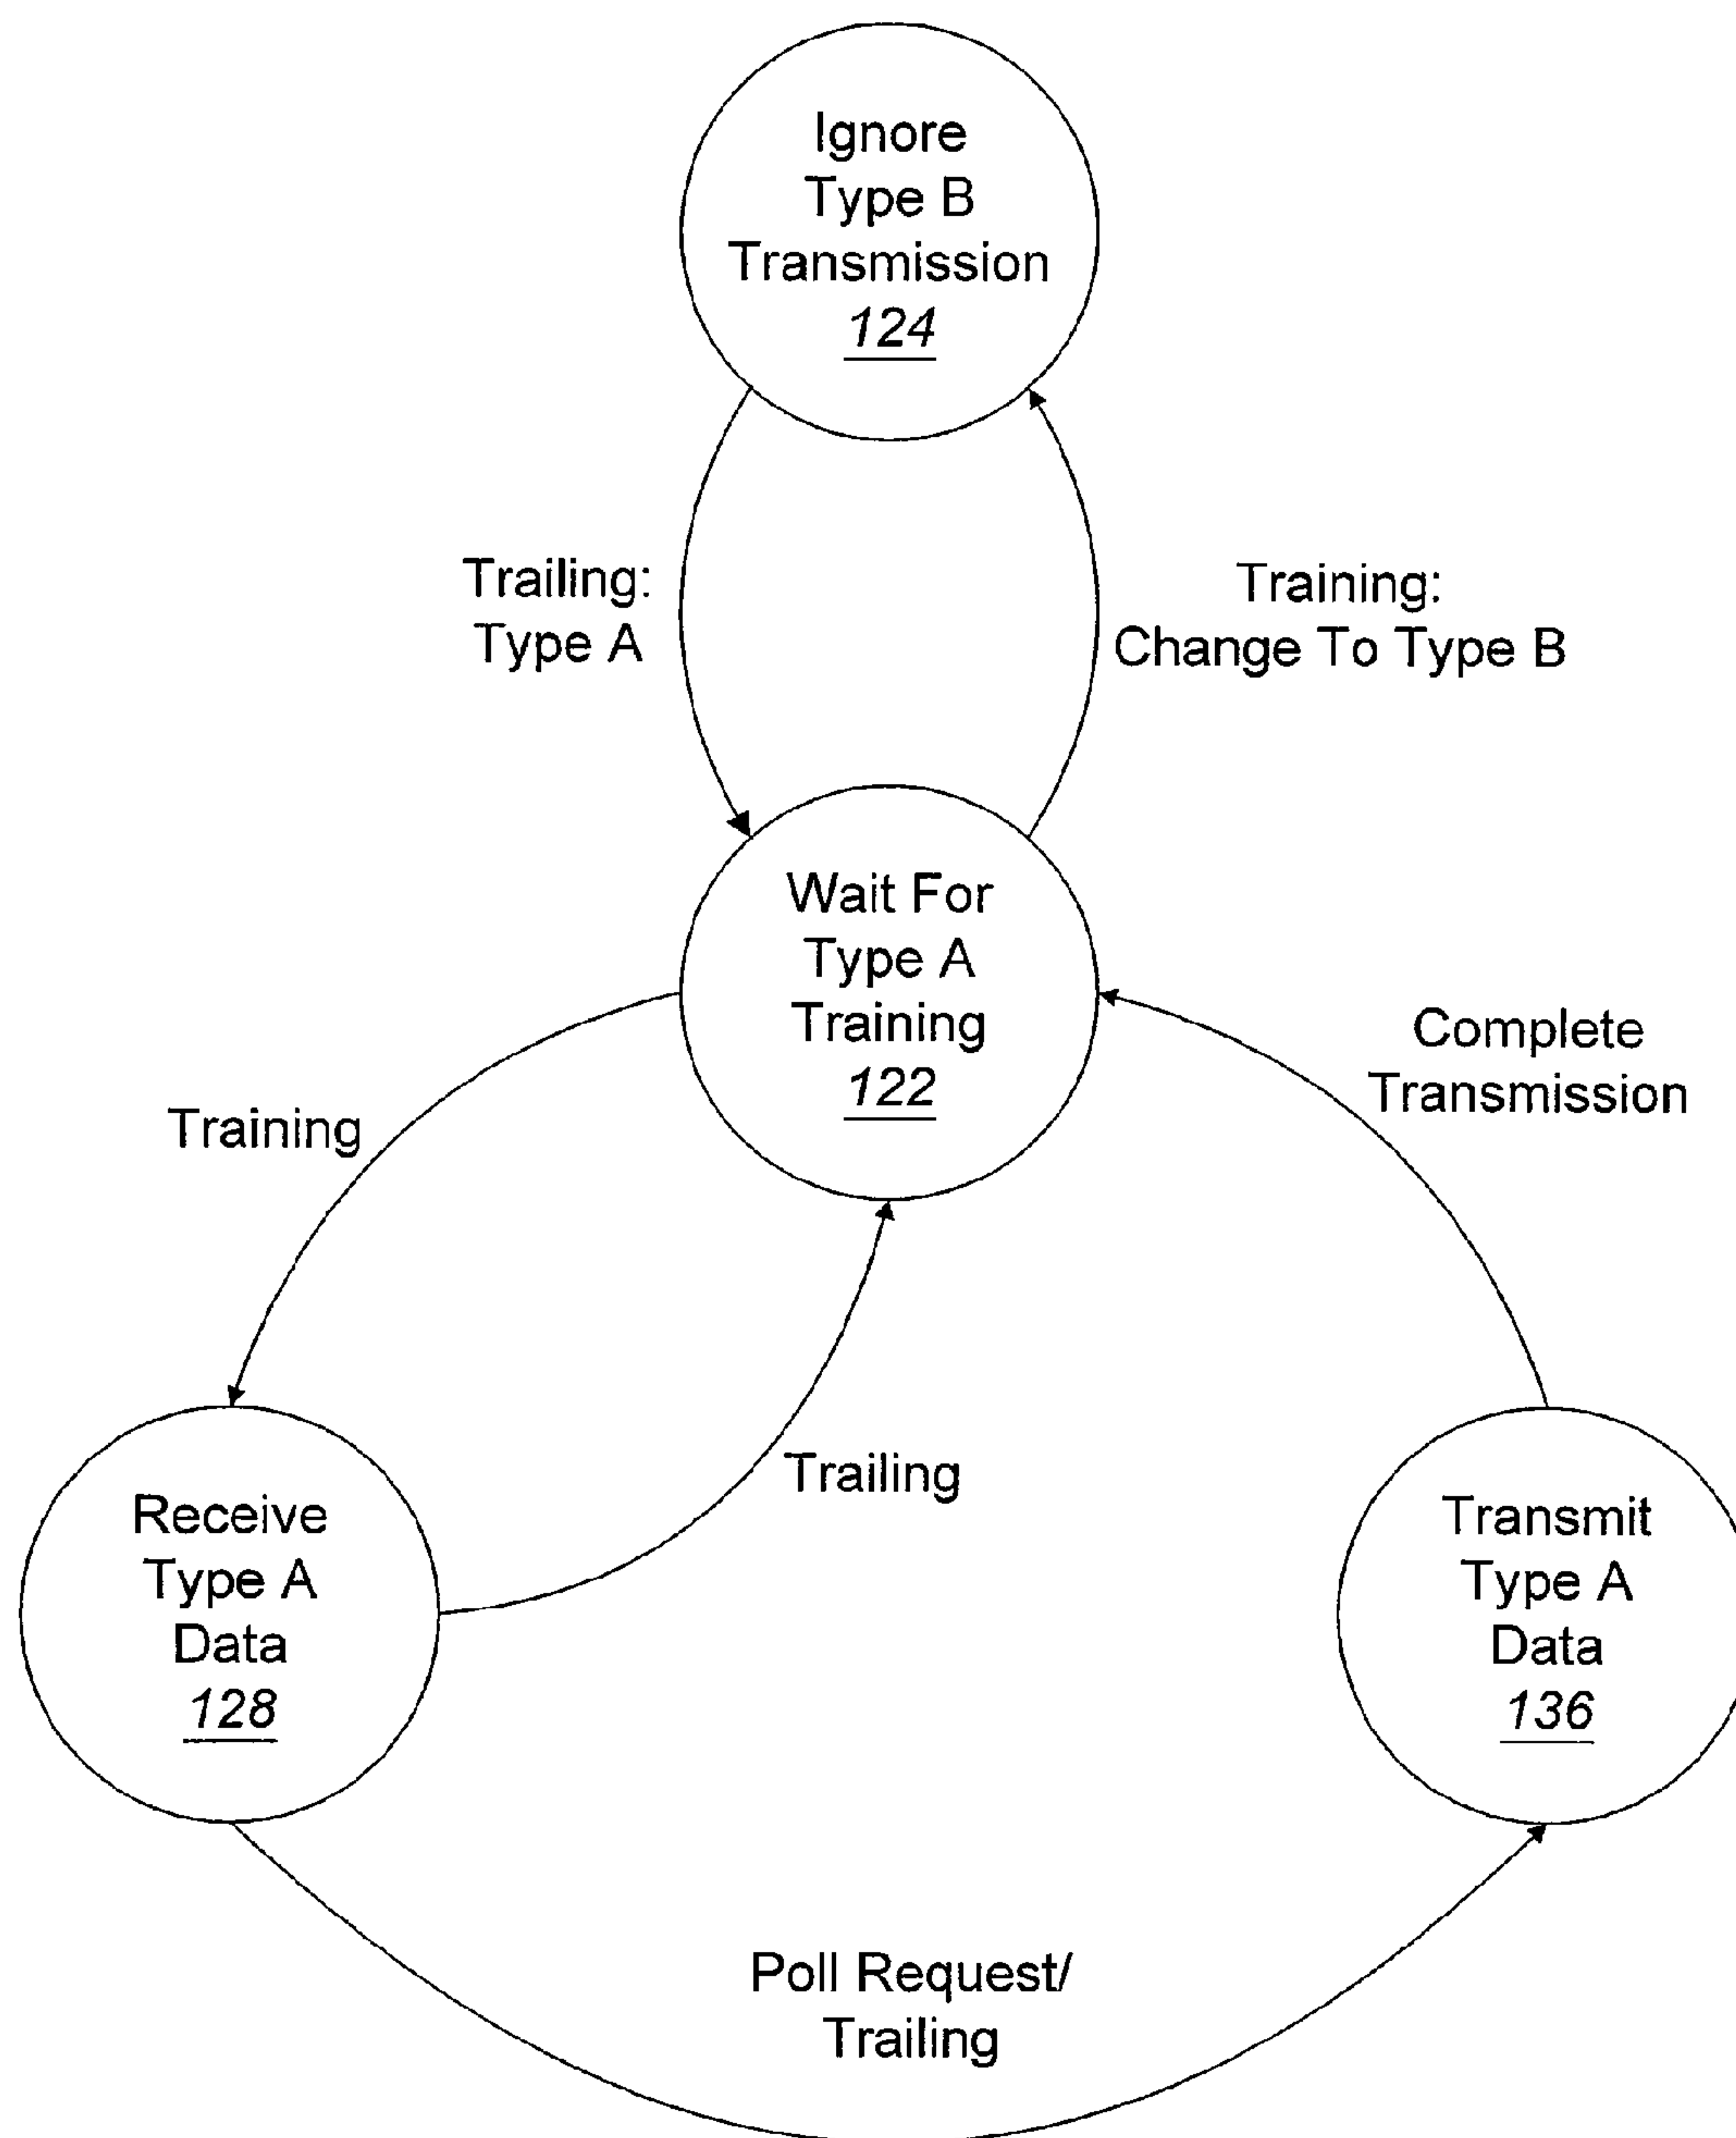 Ignore
Type B
Transmission
124
Trailing:
Type A
Training:
Change To Type B
Wait For
Type A
Training
122
Complete
Transmission
Training
Trailing
Receive
Type A
Data
128
Transmit
Type A
Data
136
Poll Request/
Trailing